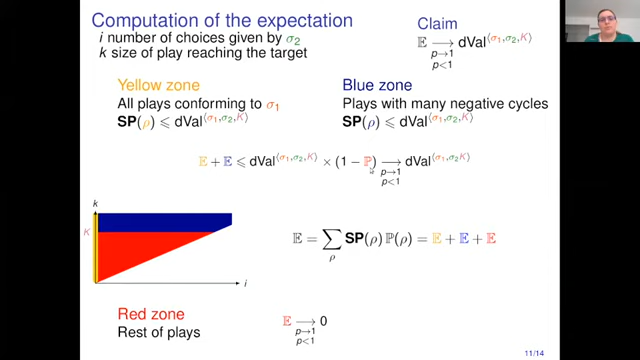 Computation of the expectation
i number of choices given by σ₂
k size of play reaching the target
Claim
𝔼 ⟶ dVal^⟨σ₁,σ₂,K⟩
p→1
p<1
Yellow zone
All plays conforming to σ₁
SP(ρ) ⩽ dVal^⟨σ₁,σ₂,K⟩
Blue zone
Plays with many negative cycles
SP(ρ) ⩽ dVal^⟨σ₁,σ₂,K⟩
𝔼 + 𝔼 ⩽ dVal^⟨σ₁,σ₂,K⟩ × (1 − ℙ) ⟶ dVal^⟨σ₁,σ₂K⟩
p→1
p<1
k
K
i
𝔼 = ∑ SP(ρ) ℙ(ρ) = 𝔼 + 𝔼 + 𝔼
ρ
Red zone
Rest of plays
𝔼 ⟶ 0
p→1
p<1
11/14